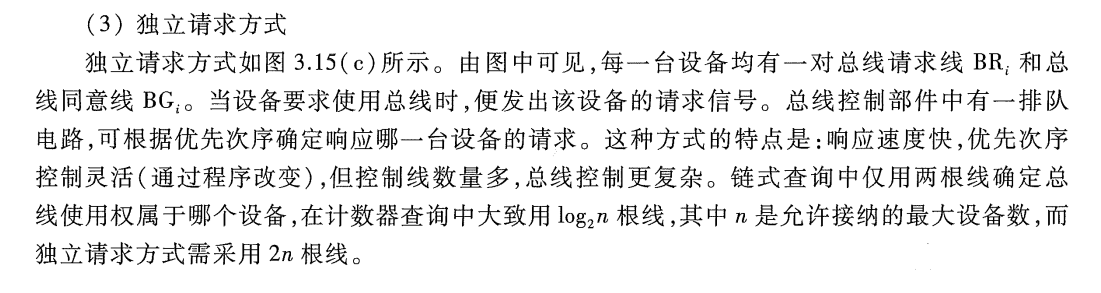 (3) 独立请求方式
独立请求方式如图 3.15(c)所示。由图中可见,每一台设备均有一对总线请求线 BRᵢ 和总
线同意线 BGᵢ。当设备要求使用总线时,便发出该设备的请求信号。总线控制部件中有一排队
电路,可根据优先次序确定响应哪一台设备的请求。这种方式的特点是:响应速度快,优先次序
控制灵活(通过程序改变),但控制线数量多,总线控制更复杂。链式查询中仅用两根线确定总
线使用权属于哪个设备,在计数器查询中大致用 log₂n 根线,其中 n 是允许接纳的最大设备数,而
独立请求方式需采用 2n 根线。